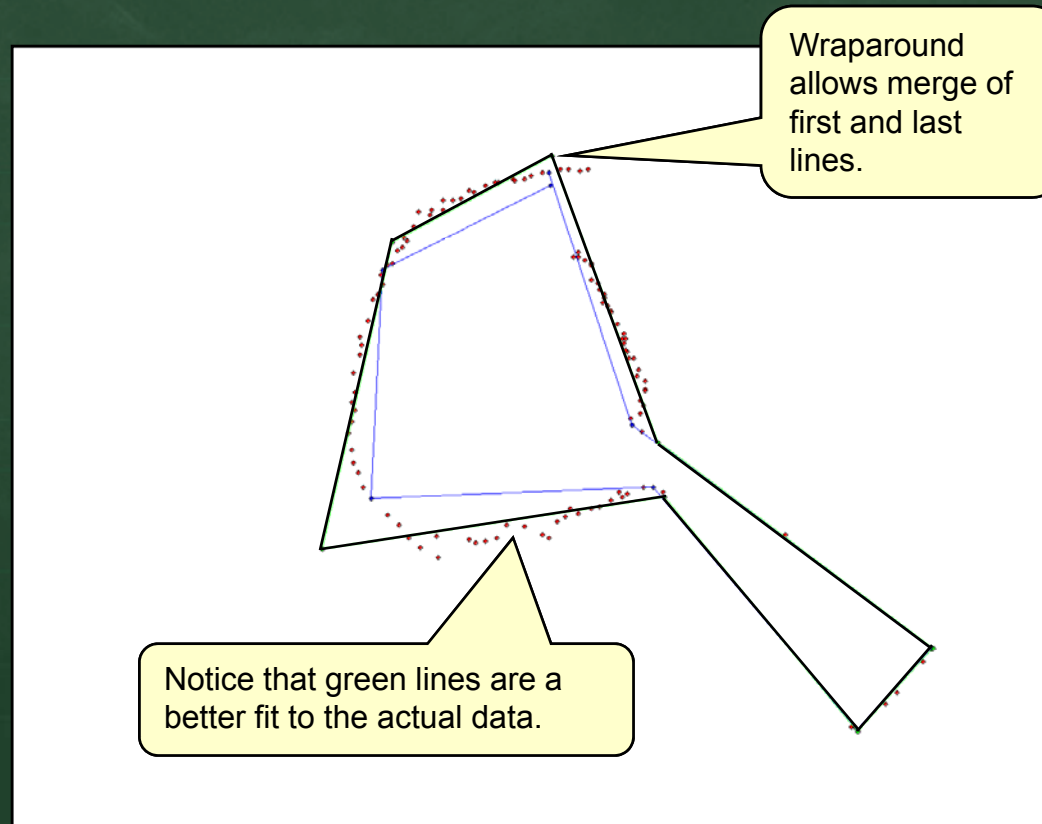 Wraparound
allows merge of
first and last
lines.
Notice that green lines are a
better fit to the actual data.